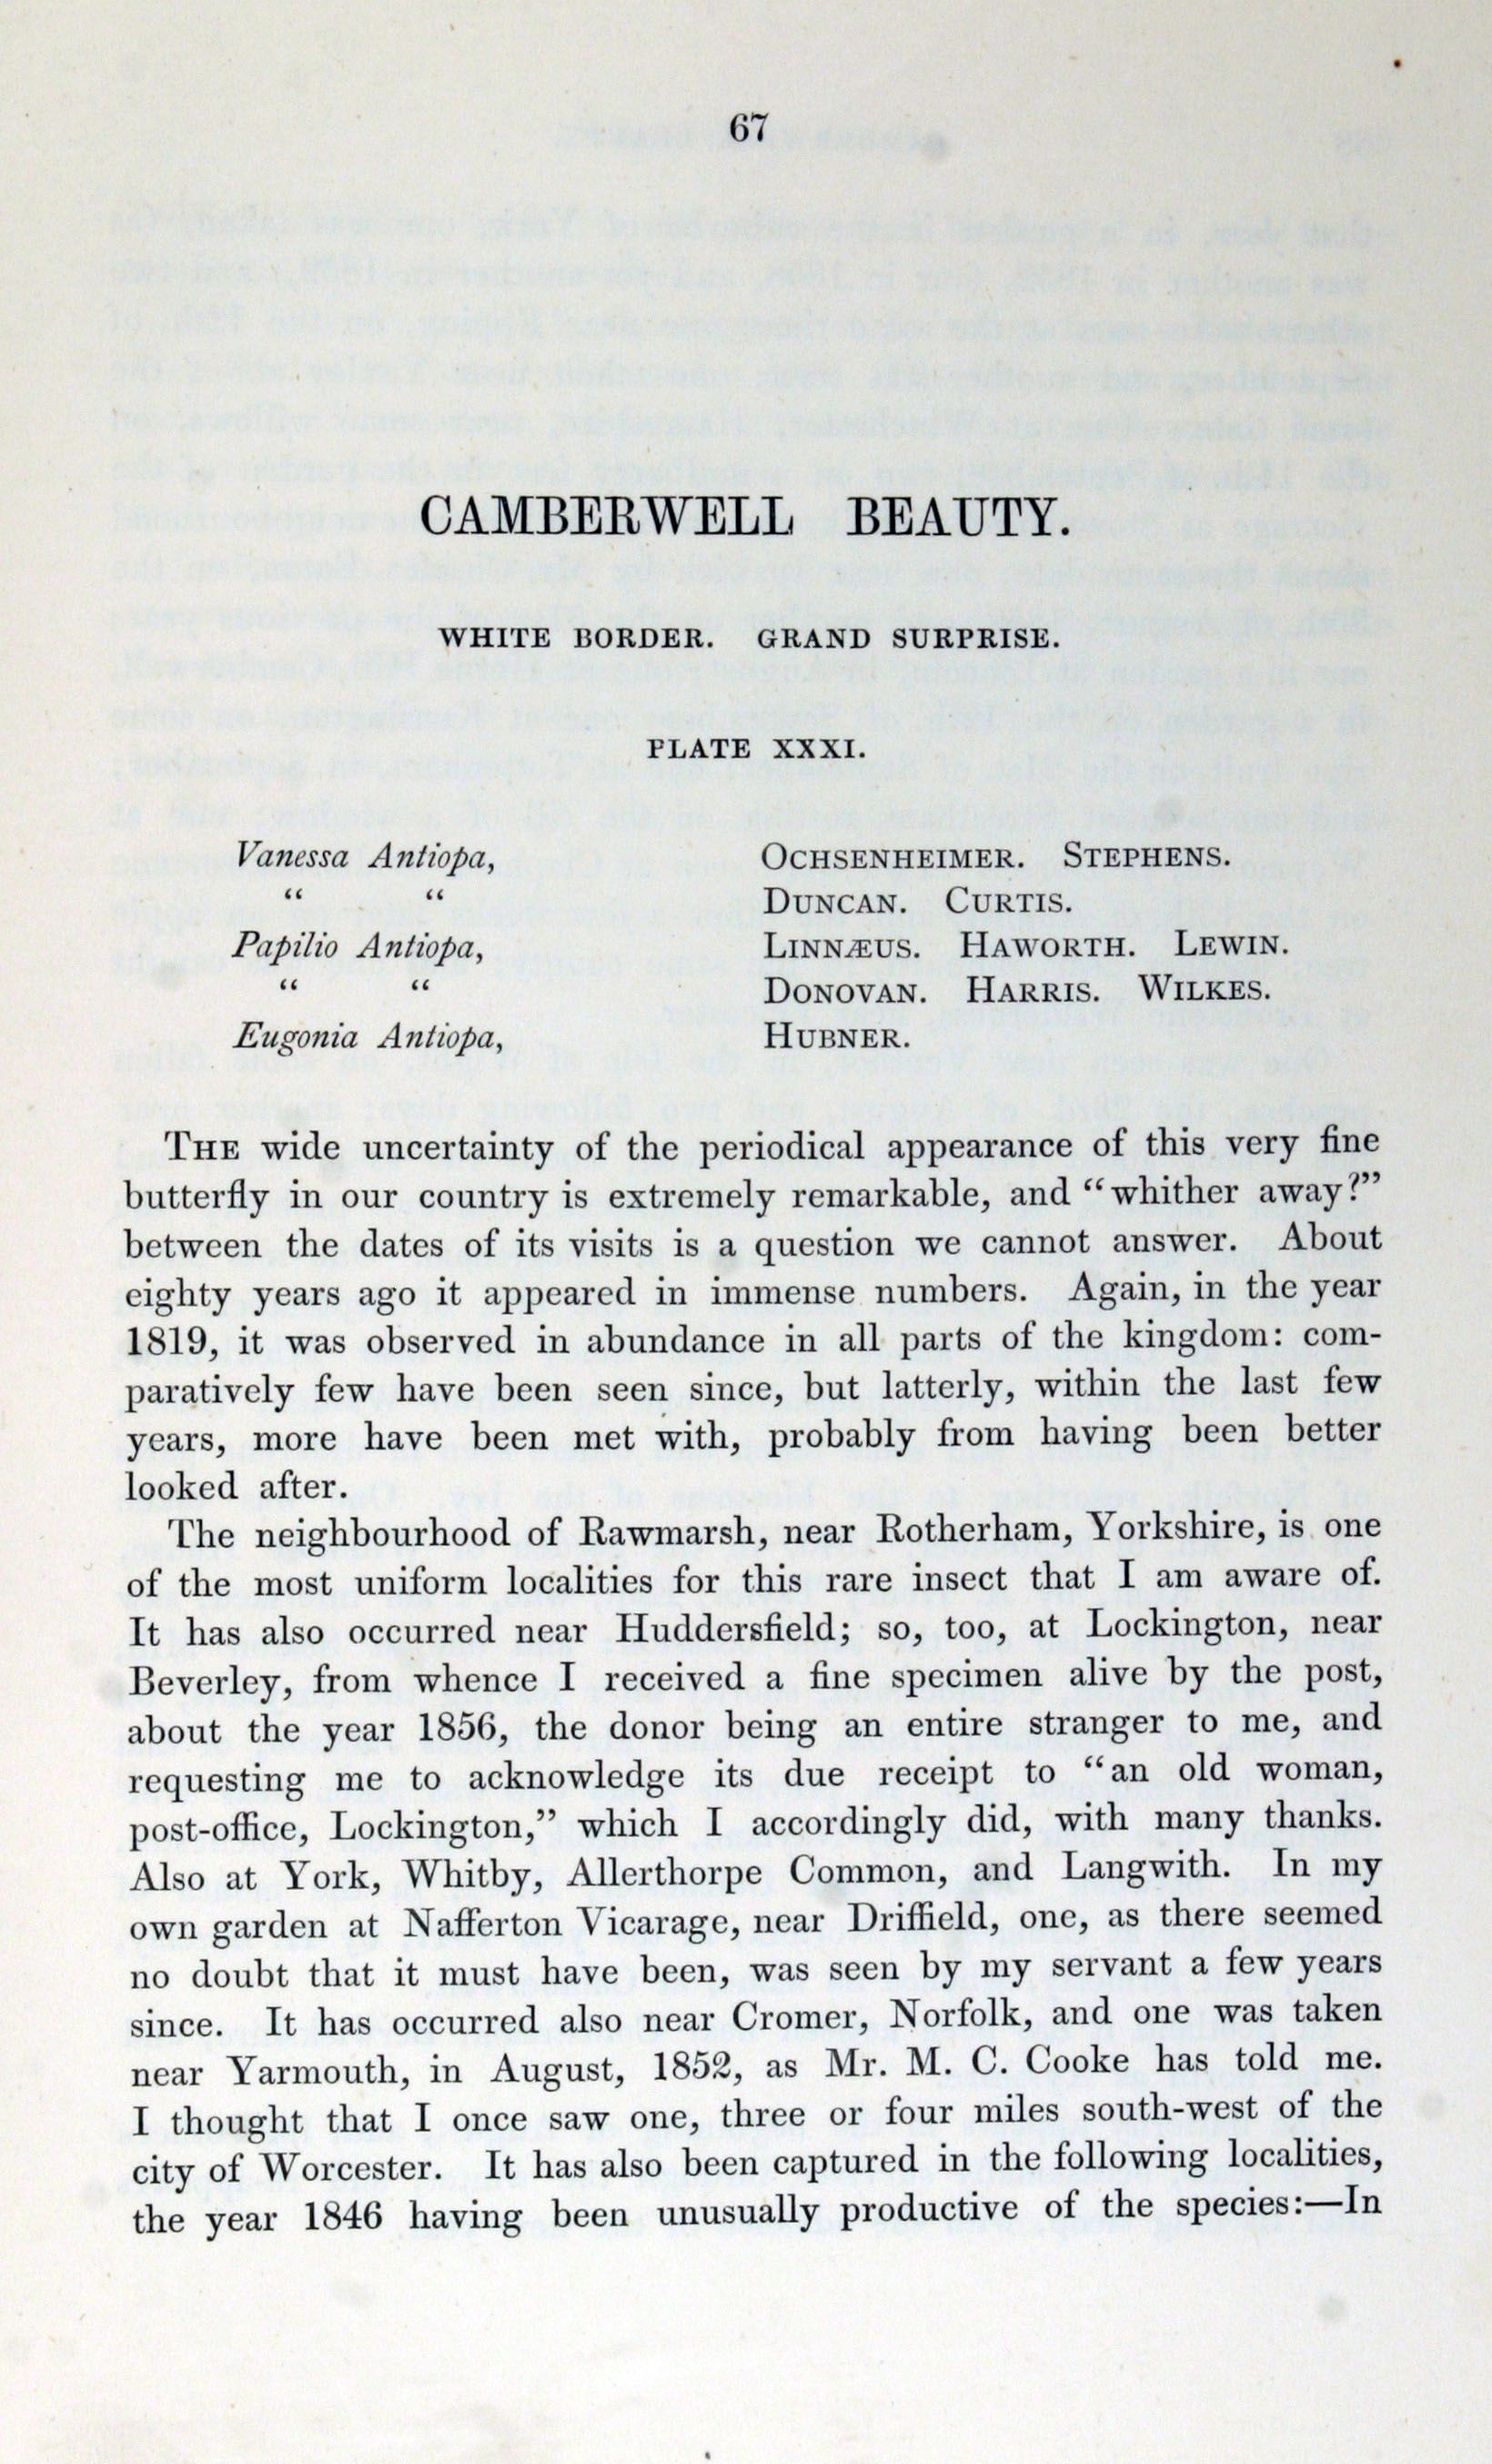 67
CAMBERWELL BEAUTY.
WHITE BORDER. GRAND SURPRISE.
PLATE XXXI.
Vanessa Antiopa, OCHSENHEIMER. STEPHENS.
“ “ DUNCAN. CURTIS.
Papilio Antiopa, LINNÆUS. HAWORTH. LEWIN.
“ “ DONOVAN. HARRIS. WILKES.
Eugonia Antiopa, HUBNER.
THE wide uncertainty of the periodical appearance of this very fine
butterfly in our country is extremely remarkable, and “whither away?”
between the dates of its visits is a question we cannot answer. About
eighty years ago it appeared in immense numbers. Again, in the year
1819, it was observed in abundance in all parts of the kingdom: com-
paratively few have been seen since, but latterly, within the last few
years, more have been met with, probably from having been better
looked after.
The neighbourhood of Rawmarsh, near Rotherham, Yorkshire, is one
of the most uniform localities for this rare insect that I am aware of.
It has also occurred near Huddersfield; so, too, at Lockington, near
Beverley, from whence I received a fine specimen alive by the post,
about the year 1856, the donor being an entire stranger to me, and
requesting me to acknowledge its due receipt to “an old woman,
post-office, Lockington,” which I accordingly did, with many thanks.
Also at York, Whitby, Allerthorpe Common, and Langwith. In my
own garden at Nafferton Vicarage, near Driffield, one, as there seemed
no doubt that it must have been, was seen by my servant a few years
since. It has occurred also near Cromer, Norfolk, and one was taken
near Yarmouth, in August, 1852, as Mr. M. C. Cooke has told me.
I thought that I once saw one, three or four miles south-west of the
city of Worcester. It has also been captured in the following localities,
the year 1846 having been unusually productive of the species:—In